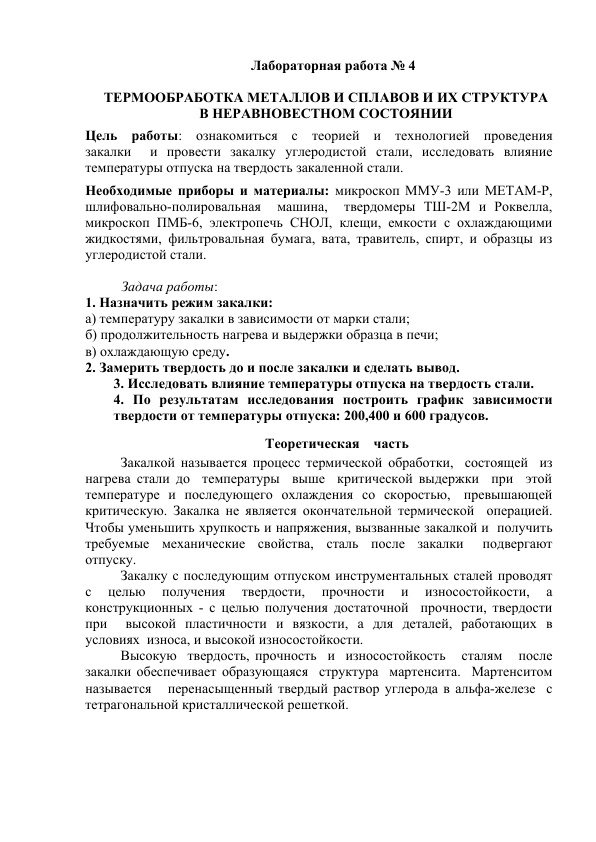 Лабораторная работа № 4
ТЕРМООБРАБОТКА МЕТАЛЛОВ И СПЛАВОВ И ИХ СТРУКТУРА
В НЕРАВНОВЕСТНОМ СОСТОЯНИИ
Цель работы: ознакомиться с теорией и технологией проведения
закалки и провести закалку углеродистой стали, исследовать влияние
температуры отпуска на твердость закаленной стали.
Необходимые приборы и материалы: микроскоп ММУ-3 или МЕТАМ-Р,
шлифовально-полировальная машина, твердомеры ТШ-2М и Роквелла,
микроскоп ПМБ-6, электропечь СНОЛ, клещи, емкости с охлаждающими
жидкостями, фильтровальная бумага, вата, травитель, спирт, и образцы из
углеродистой стали.
Задача работы:
1. Назначить режим закалки:
а) температуру закалки в зависимости от марки стали;
б) продолжительность нагрева и выдержки образца в печи;
в) охлаждающую среду.
2. Замерить твердость до и после закалки и сделать вывод.
3. Исследовать влияние температуры отпуска на твердость стали.
4. По результатам исследования построить график зависимости
твердости от температуры отпуска: 200,400 и 600 градусов.
Теоретическая часть
Закалкой называется процесс термической обработки, состоящей из
нагрева стали до температуры выше критической выдержки при этой
температуре и последующего охлаждения со скоростью, превышающей
критическую. Закалка не является окончательной термической операцией.
Чтобы уменьшить хрупкость и напряжения, вызванные закалкой и получить
требуемые механические свойства, сталь после закалки подвергают
отпуску.
Закалку с последующим отпуском инструментальных сталей проводят
с целью получения твердости, прочности и износостойкости, а
конструкционных - с целью получения достаточной прочности, твердости
при высокой пластичности и вязкости, а для деталей, работающих в
условиях износа, и высокой износостойкости.
Высокую твердость, прочность и износостойкость сталям после
закалки обеспечивает образующаяся структура мартенсита. Мартенситом
называется перенасыщенный твердый раствор углерода в альфа-железе с
тетрагональной кристаллической решеткой.